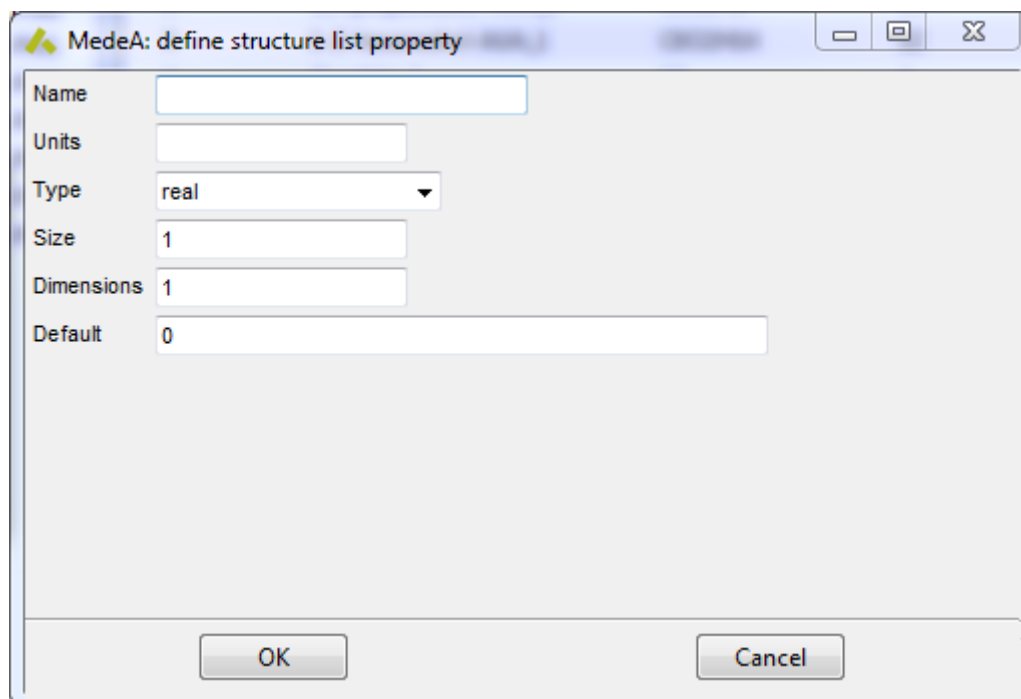 MedeA: define structure list property
Name
Units
Type real
Size 1
Dimensions 1
Default 0
OK Cancel